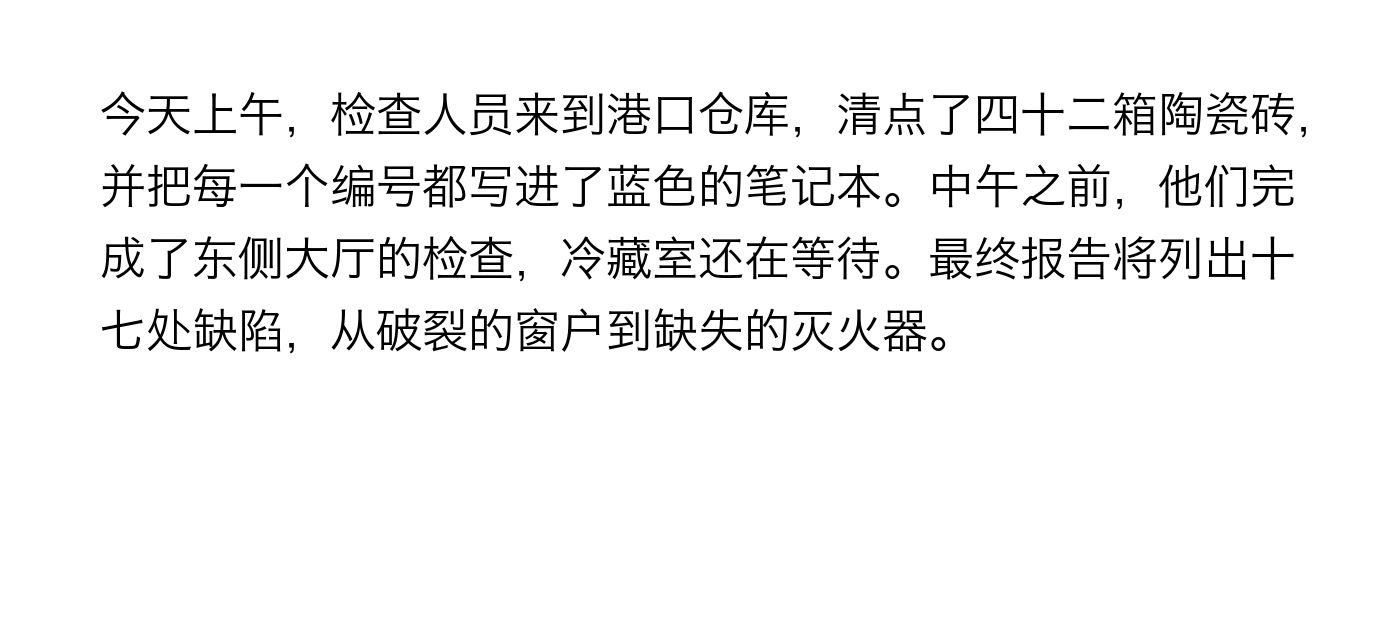 今天上午，检查人员来到港口仓库，清点了四十二箱陶瓷砖，
并把每一个编号都写进了蓝色的笔记本。中午之前，他们完
成了东侧大厅的检查，冷藏室还在等待。最终报告将列出十
七处缺陷，从破裂的窗户到缺失的灭火器。